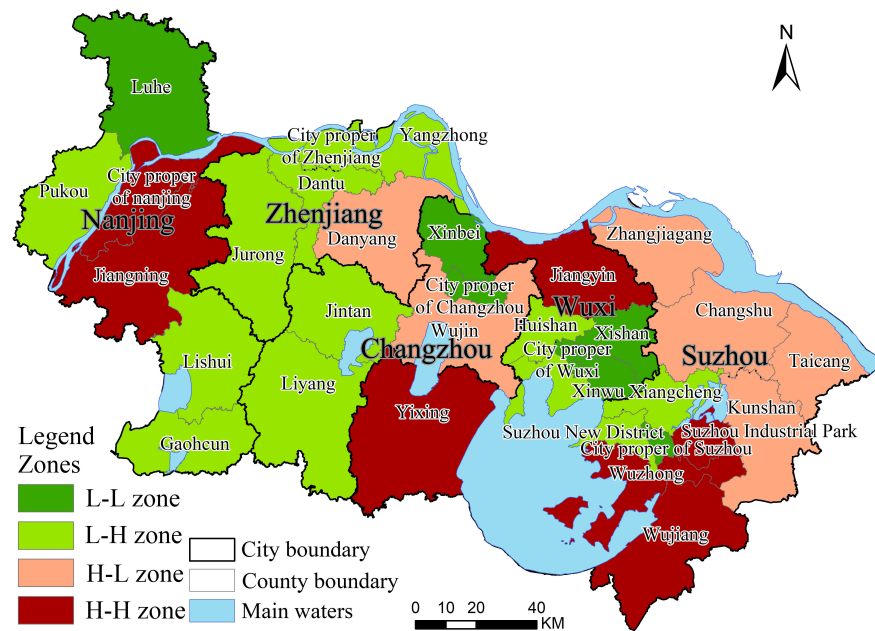 N
Luhe
City proper
of Zhenjiang
Yangzhong
Pukou
City proper
of nanjing
Dantu
Nanjing
Zhenjiang
Danyang
Xinbei
Zhangjiagang
Jiangning
Jurong
Jiangyin
Jintan
City proper
of Changzhou
Wuxi
Changshu
Huishan
Xishan
Wujin
Changzhou
City proper
of Wuxi
Suzhou
Taicang
Lishui
Liyang
Xinwu
Xiangcheng
Yixing
Kunshan
Gaohcun
Suzhou New District
Suzhou Industrial Park
City proper of Suzhou
Wuzhong
Wujiang
Legend
Zones
L-L zone
L-H zone
H-L zone
H-H zone
City boundary
County boundary
Main waters
0 10 20 40
KM